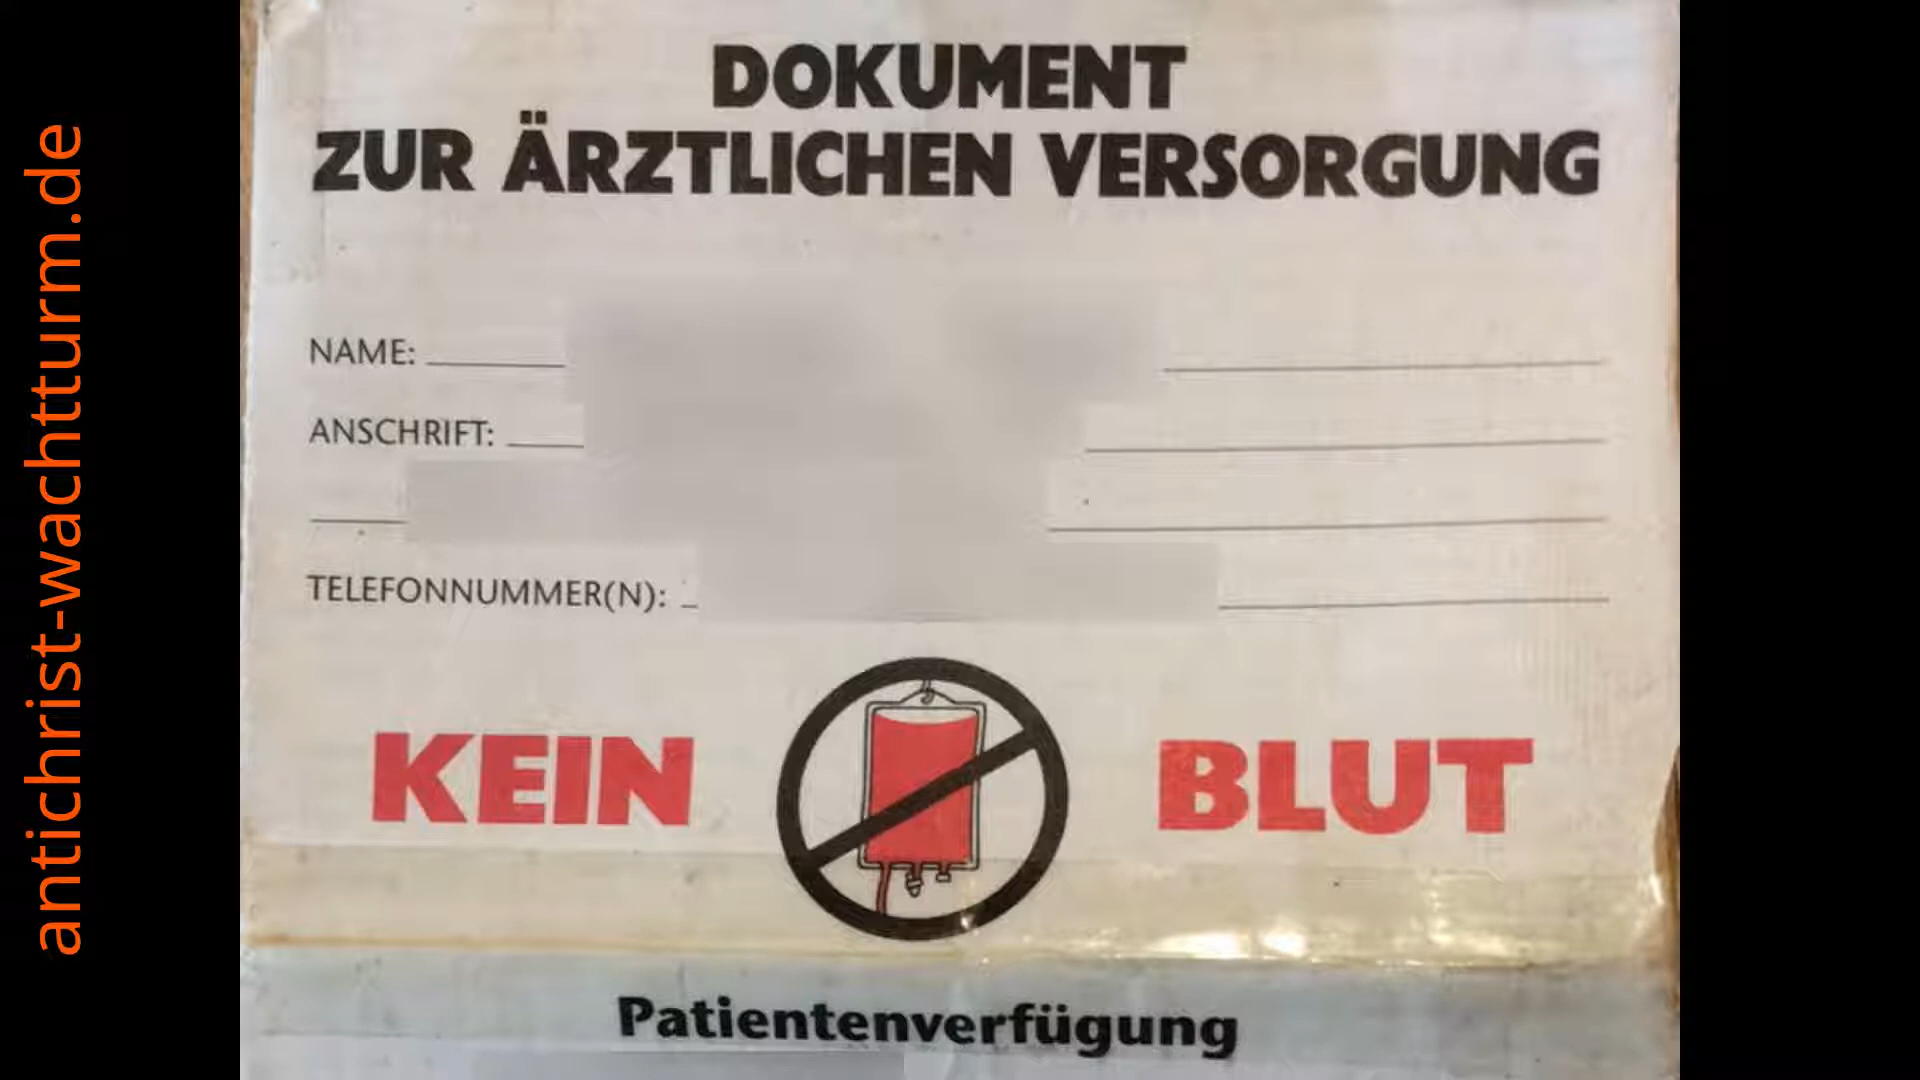 antichrist-wachtturm.de
DOKUMENT
ZUR ÄRZTLICHEN VERSORGUNG
NAME:
ANSCHRIFT:
TELEFONNUMMER(N):
KEIN BLUT
Patientenverfügung